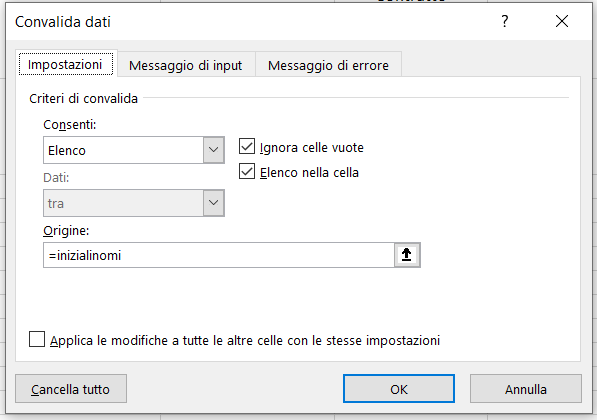 Convalida dati
Impostazioni
Messaggio di input
Messaggio di errore
Criteri di convalida
Consenti:
Elenco
Ignora celle vuote
Elenco nella cella
Dati:
tra
Origine:
=inizialinomi
Applica le modifiche a tutte le altre celle con le stesse impostazioni
Cancella tutto
OK
Annulla